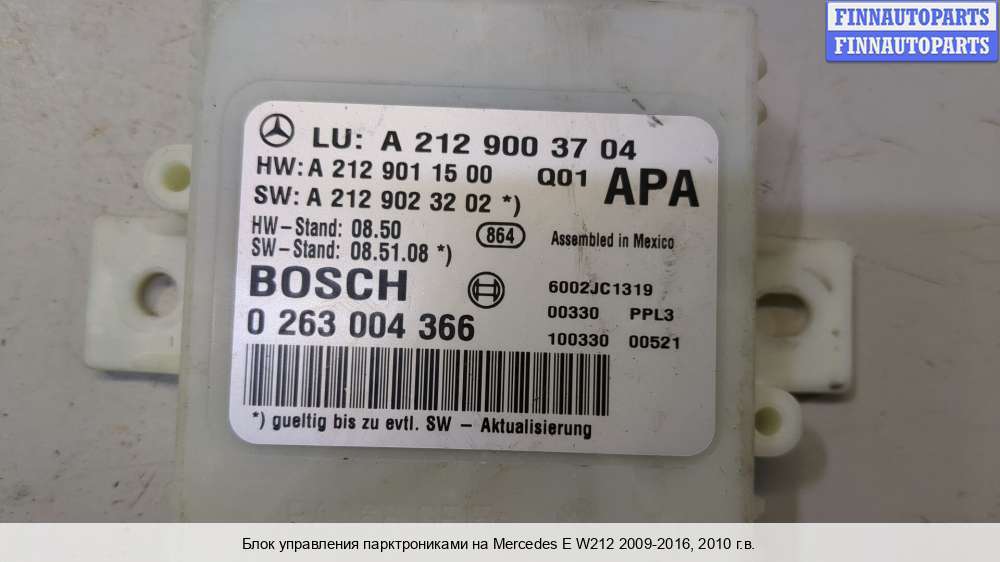 FINNAUTOPARTS
FINNAUTOPARTS
LU: A 212 900 37 04
HW: A 212 901 15 00 Q01 APA
SW: A 212 902 32 02 *)
HW-Stand: 08.50
864 Assembled in Mexico
SW-Stand: 08.51.08 *)
BOSCH 6002JC1319
00330 PPL3
0 263 004 366 100330 00521
*) gueltig bis zu evtl. SW - Aktualisierung
Блок управления парктрониками на Mercedes E W212 2009-2016, 2010 г.в.